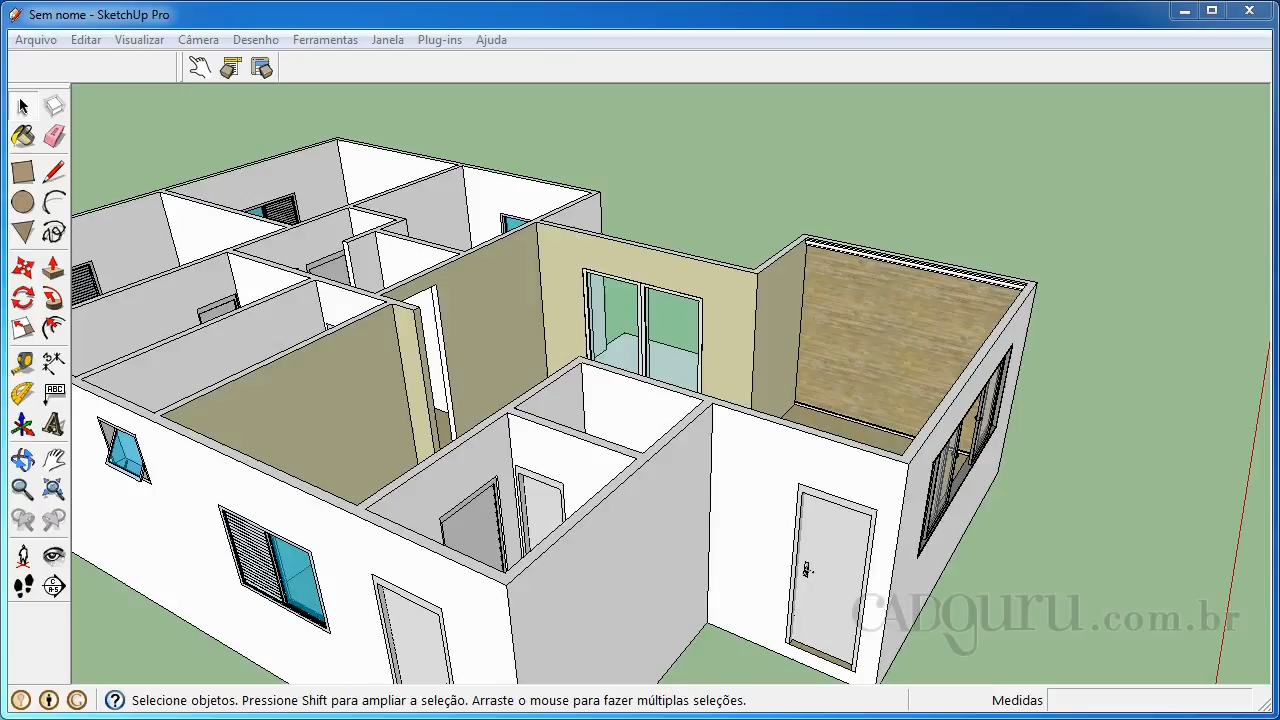 Sem nome - SketchUp Pro
Arquivo Editar Visualizar Câmera Desenho Ferramentas Janela Plug-ins Ajuda
ABC
CADguru.com.br
Selecione objetos. Pressione Shift para ampliar a seleção. Arraste o mouse para fazer múltiplas seleções. Medidas